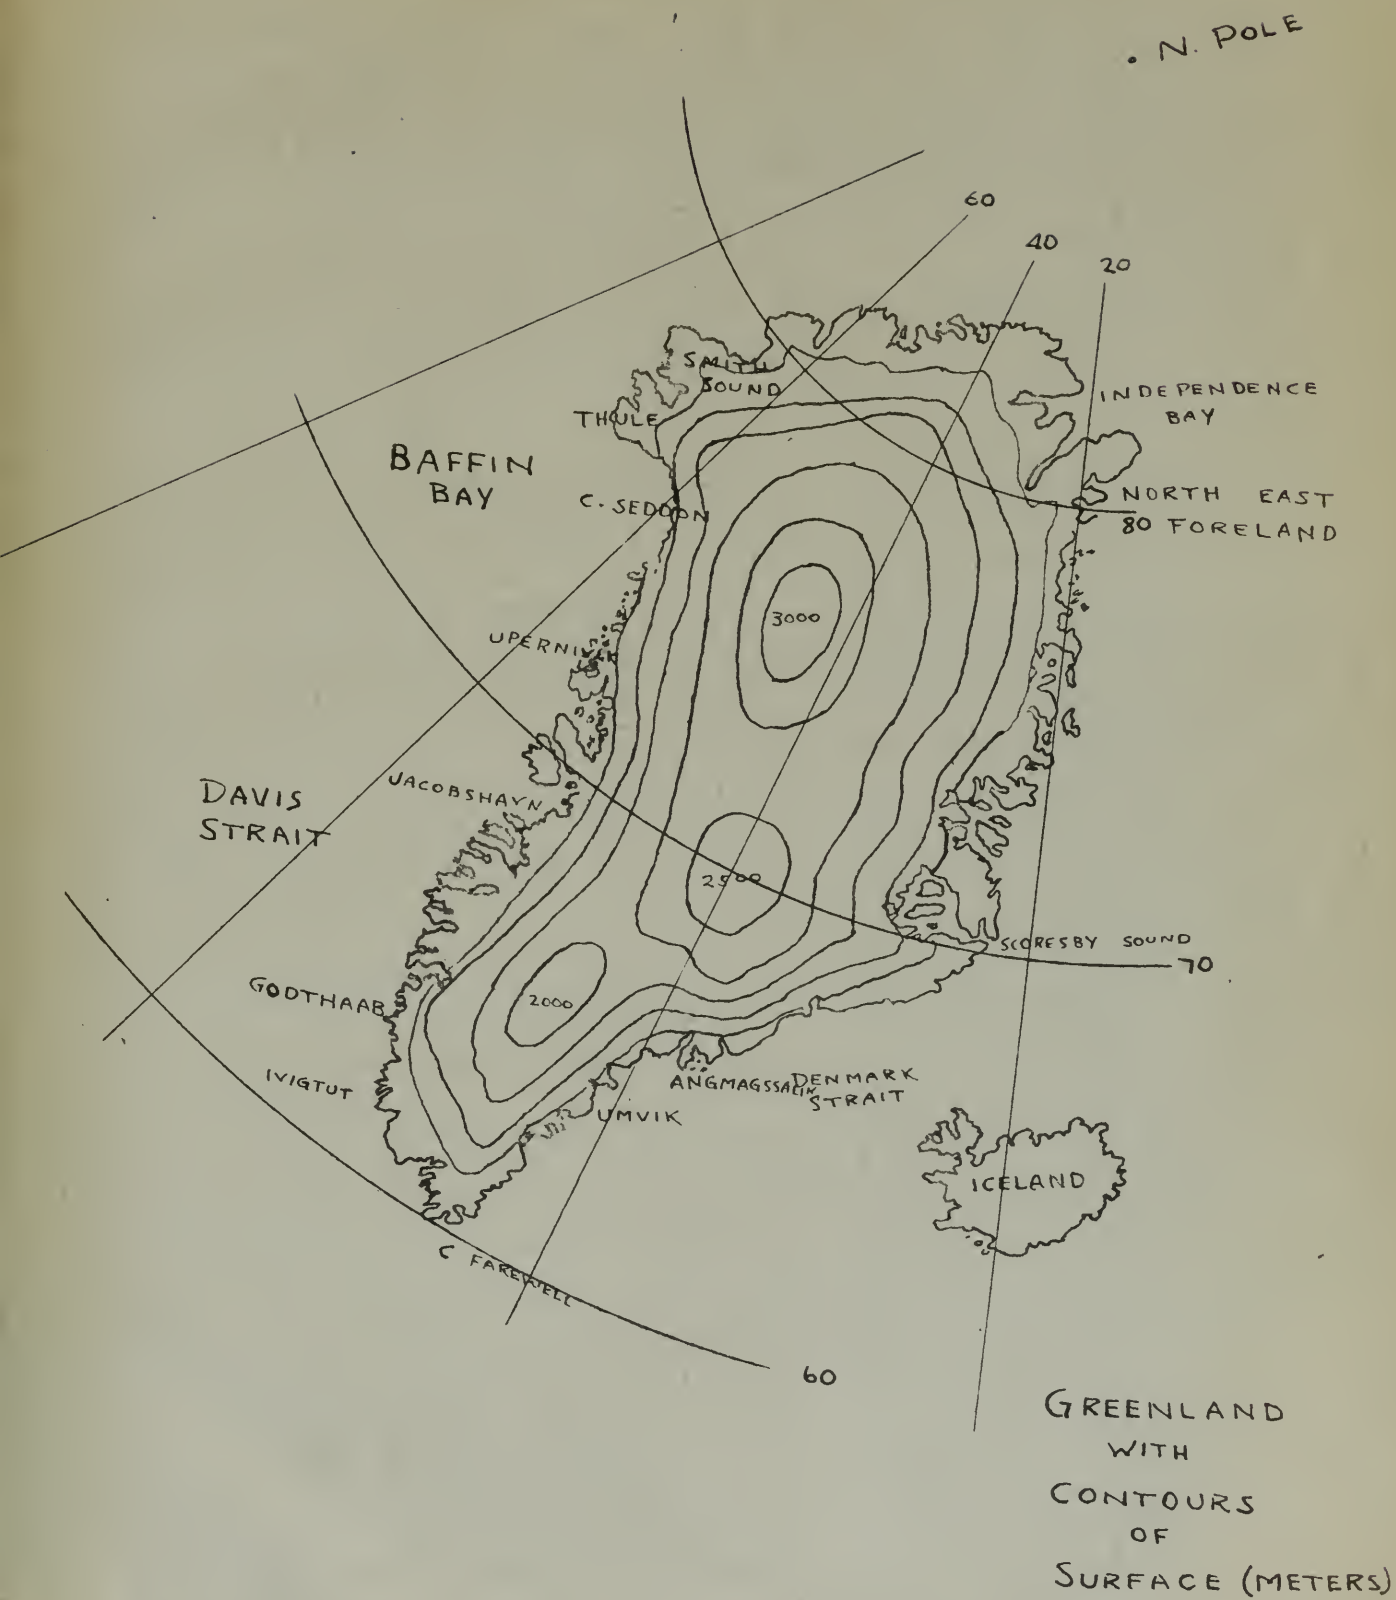 N. POLE
60
40
20
SMITH
SOUND
INDEPENDENCE
BAY
THULE
BAFFIN
BAY
C. SEDDON
NORTH EAST
80 FORELAND
3000
UPERNIVIK
JACOBSHAVN
DAVIS
STRAIT
2500
SCORESBY SOUND
70
GODTHAAB
2000
IVIGTUT
ANGMAGSSALIK
DENMARK
STRAIT
UMVIK
ICELAND
C FAREWELL
60
GREENLAND
WITH
CONTOURS
OF
SURFACE (METERS)